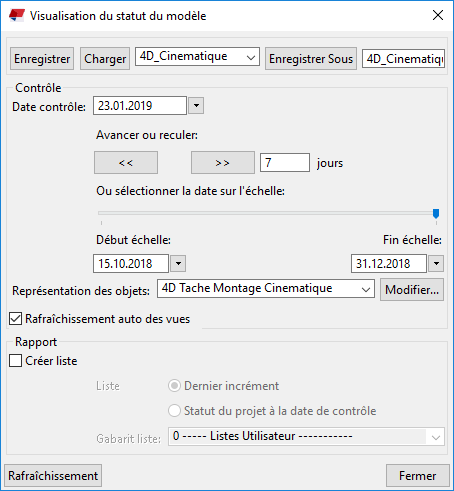 Visualisation du statut du modèle
Enregistrer Charger 4D_Cinematique Enregistrer Sous 4D_Cinematiqu
Contrôle
Date contrôle: 23.01.2019
Avancer ou reculer:
<< >> 7 jours
Ou sélectionner la date sur l'échelle:
Début échelle: Fin échelle:
15.10.2018 31.12.2018
Représentation des objets: 4D Tache Montage Cinematique Modifier...
Rafraîchissement auto des vues
Rapport
Créer liste
Liste Dernier incrément
Statut du projet à la date de contrôle
Gabarit liste: 0 ----- Listes Utilisateur -----------
Rafraîchissement Fermer